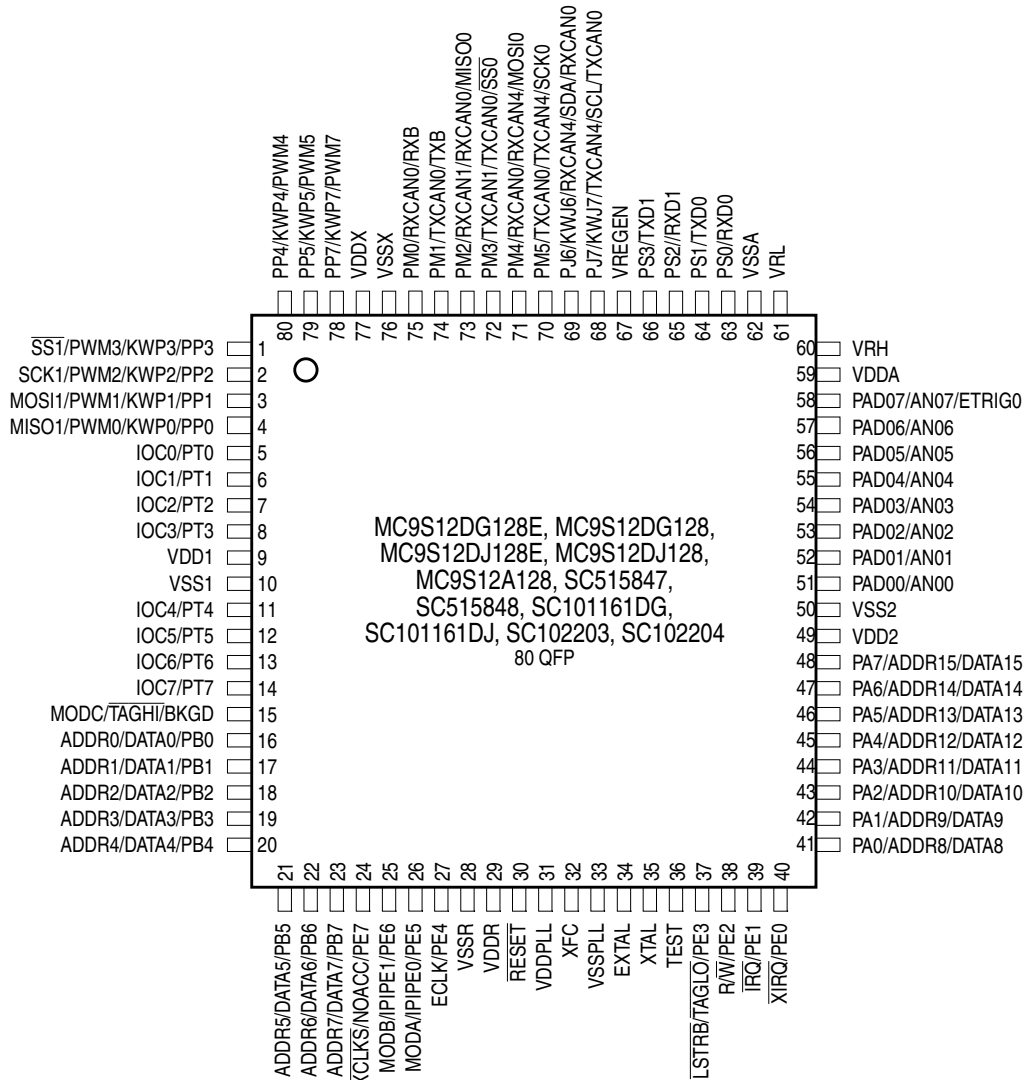 PP4/KWP4/PWM4
PP5/KWP5/PWM5
PP7/KWP7/PWM7
VDDX
VSSX
PM0/RXCAN0/RXB
PM1/TXCAN0/TXB
PM2/RXCAN1/RXCAN0/MISO0
PM3/TXCAN1/TXCAN0/SS0
PM4/RXCAN0/RXCAN4/MOSI0
PM5/TXCAN0/TXCAN4/SCK0
PJ6/KWJ6/RXCAN4/SDA/RXCAN0
PJ7/KWJ7/TXCAN4/SCL/TXCAN0
VREGEN
PS3/TXD1
PS2//RXD1
PS1/TXD0
PS0/RXD0
VSSA
VRL
80 79 78 77 76 75 74 73 72 71 70 69 68 67 66 65 64 63 62 61
SS1/PWM3/KWP3/PP3 1
SCK1/PWM2/KWP2/PP2 2
MOSI1/PWM1/KWP1/PP1 3
MISO1/PWM0/KWP0/PP0 4
IOC0/PT0 5
IOC1/PT1 6
IOC2/PT2 7
IOC3/PT3 8
VDD1 9
VSS1 10
IOC4/PT4 11
IOC5/PT5 12
IOC6/PT6 13
IOC7/PT7 14
MODC/TAGHI/BKGD 15
ADDR0/DATA0/PB0 16
ADDR1/DATA1/PB1 17
ADDR2/DATA2/PB2 18
ADDR3/DATA3/PB3 19
ADDR4/DATA4/PB4 20
MC9S12DG128E, MC9S12DG128,
MC9S12DJ128E, MC9S12DJ128,
MC9S12A128, SC515847,
SC515848, SC101161DG,
SC101161DJ, SC102203, SC102204
80 QFP
60 VRH
59 VDDA
58 PAD07/AN07/ETRIG0
57 PAD06/AN06
56 PAD05/AN05
55 PAD04/AN04
54 PAD03/AN03
53 PAD02/AN02
52 PAD01/AN01
51 PAD00/AN00
50 VSS2
49 VDD2
48 PA7/ADDR15/DATA15
47 PA6/ADDR14/DATA14
46 PA5/ADDR13/DATA13
45 PA4/ADDR12/DATA12
44 PA3/ADDR11/DATA11
43 PA2/ADDR10/DATA10
42 PA1/ADDR9/DATA9
41 PA0/ADDR8/DATA8
21 22 23 24 25 26 27 28 29 30 31 32 33 34 35 36 37 38 39 40
ADDR5/DATA5/PB5
ADDR6/DATA6/PB6
ADDR7/DATA7/PB7
XCLKS/NOACC/PE7
MODB/IPIPE1/PE6
MODA/IPIPE0/PE5
ECLK/PE4
VSSR
VDDR
RESET
VDDPLL
XFC
VSSPLL
EXTAL
XTAL
TEST
LSTRB/TAGLO/PE3
R/W/PE2
IRQ/PE1
XIRQ/PE0